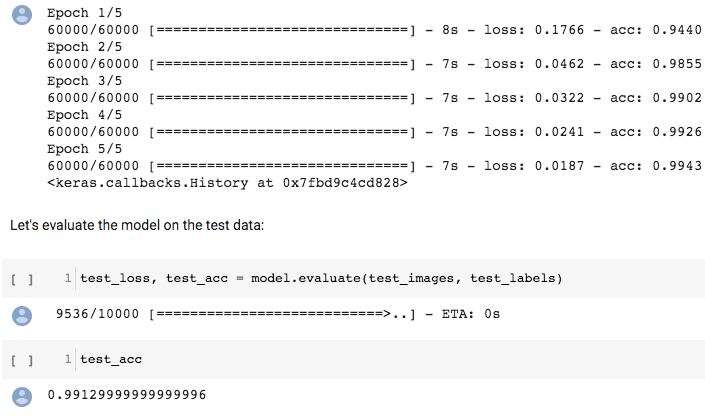 Epoch 1/5
60000/60000 [==============================] - 8s - loss: 0.1766 - acc: 0.9440
Epoch 2/5
60000/60000 [==============================] - 7s - loss: 0.0462 - acc: 0.9855
Epoch 3/5
60000/60000 [==============================] - 7s - loss: 0.0322 - acc: 0.9902
Epoch 4/5
60000/60000 [==============================] - 7s - loss: 0.0241 - acc: 0.9926
Epoch 5/5
60000/60000 [==============================] - 7s - loss: 0.0187 - acc: 0.9943
<keras.callbacks.History at 0x7fbd9c4cd828>
Let's evaluate the model on the test data:
[ ] 1 test_loss, test_acc = model.evaluate(test_images, test_labels)
9536/10000 [===========================>..] - ETA: 0s
[ ] 1 test_acc
0.99129999999999996